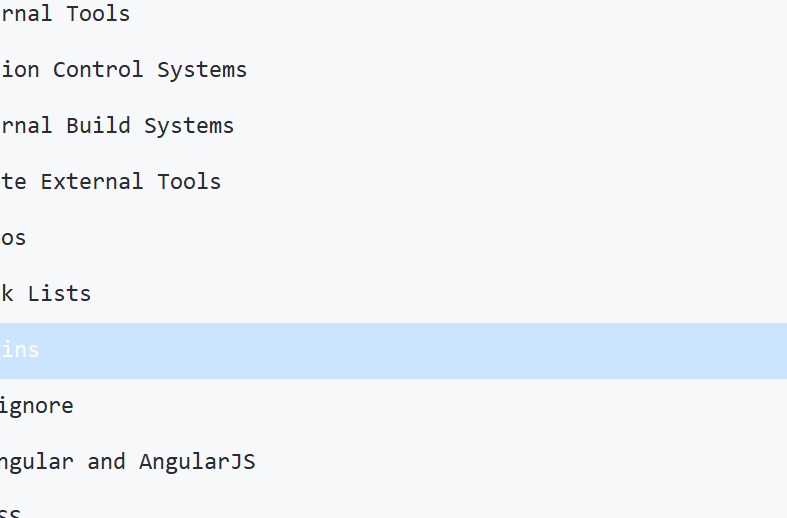 rnal Tools
ion Control Systems
rnal Build Systems
te External Tools
os
k Lists
ins
ignore
ngular and AngularJS
ss